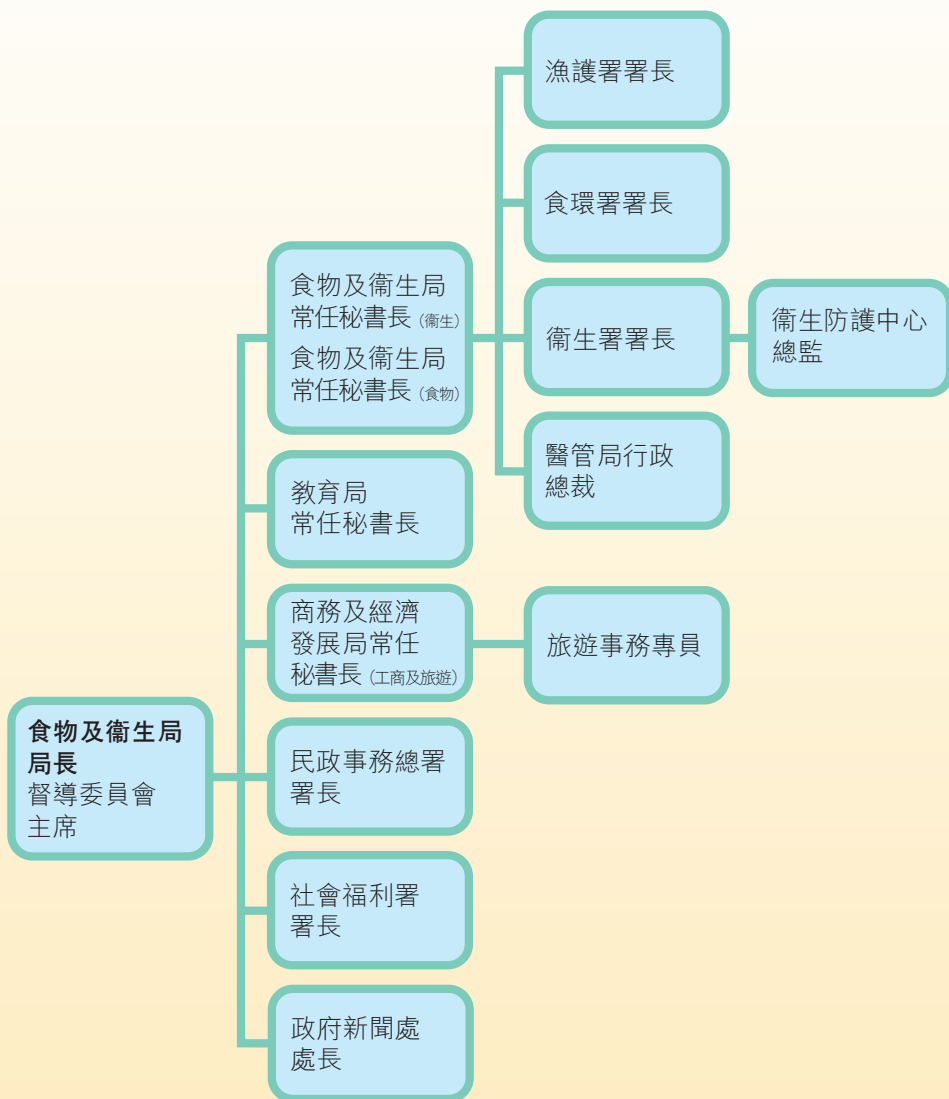 漁護署署長
食環署署長
食物及衞生局
常任秘書長 (衞生)
食物及衞生局
常任秘書長 (食物)
衞生署署長
衞生防護中心
總監
醫管局行政
總裁
教育局
常任秘書長
商務及經濟
發展局常任
秘書長 (工商及旅遊)
旅遊事務專員
食物及衞生局
局長
督導委員會
主席
民政事務總署
署長
社會福利署
署長
政府新聞處
處長